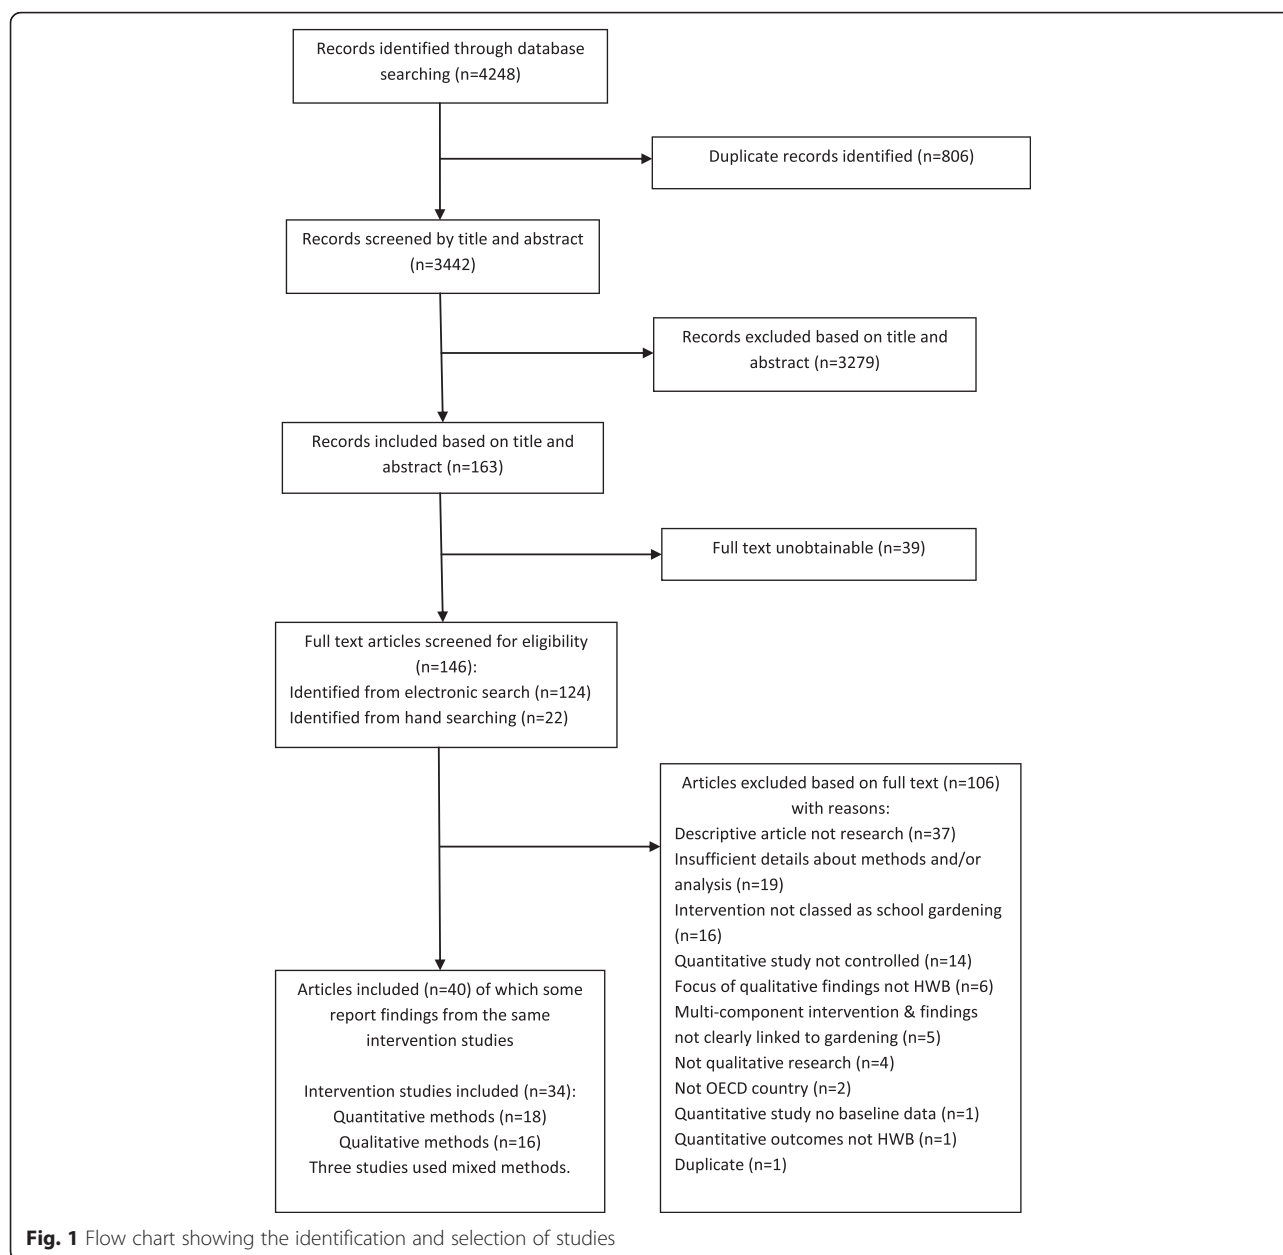 Records identified through database
searching (n=4248)
Duplicate records identified (n=806)
Records screened by title and abstract
(n=3442)
Records excluded based on title and
abstract (n=3279)
Records included based on title and
abstract (n=163)
Full text unobtainable (n=39)
Full text articles screened for eligibility
(n=146):
Identified from electronic search (n=124)
Identified from hand searching (n=22)
Articles excluded based on full text (n=106)
with reasons:
Descriptive article not research (n=37)
Insufficient details about methods and/or
analysis (n=19)
Intervention not classed as school gardening
(n=16)
Quantitative study not controlled (n=14)
Focus of qualitative findings not HWB (n=6)
Multi-component intervention & findings
not clearly linked to gardening (n=5)
Not qualitative research (n=4)
Not OECD country (n=2)
Quantitative study no baseline data (n=1)
Quantitative outcomes not HWB (n=1)
Duplicate (n=1)
Articles included (n=40) of which some
report findings from the same
intervention studies
Intervention studies included (n=34):
Quantitative methods (n=18)
Qualitative methods (n=16)
Three studies used mixed methods.
Fig. 1 Flow chart showing the identification and selection of studies